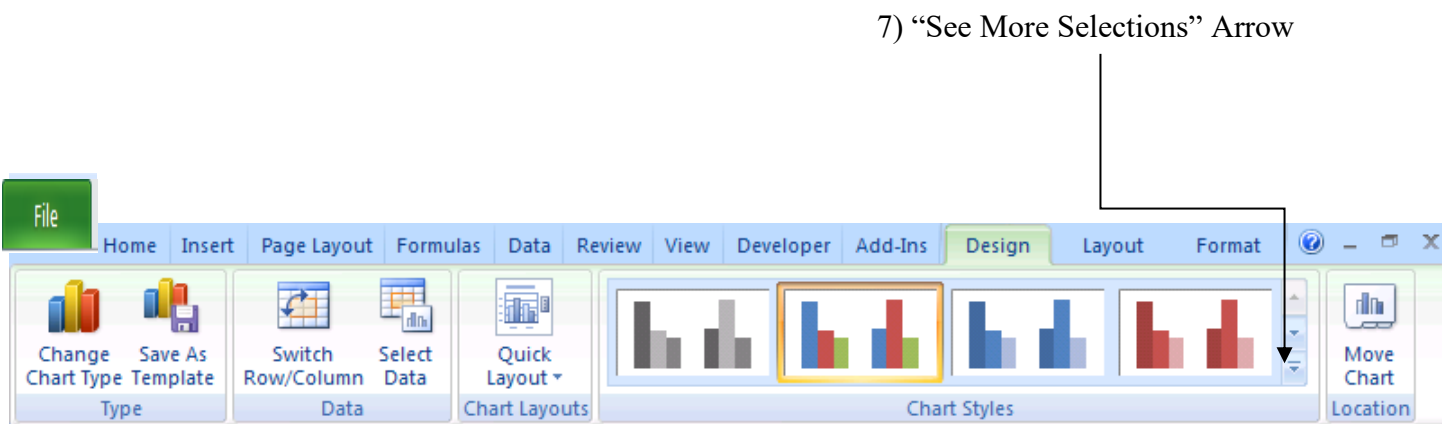 7) “See More Selections” Arrow
File
Home Insert Page Layout Formulas Data Review View Developer Add-Ins Design Layout Format
Change Chart Type
Save As Template
Switch Row/Column
Select Data
Quick Layout
Move Chart
Type Data Chart Layouts Chart Styles Location